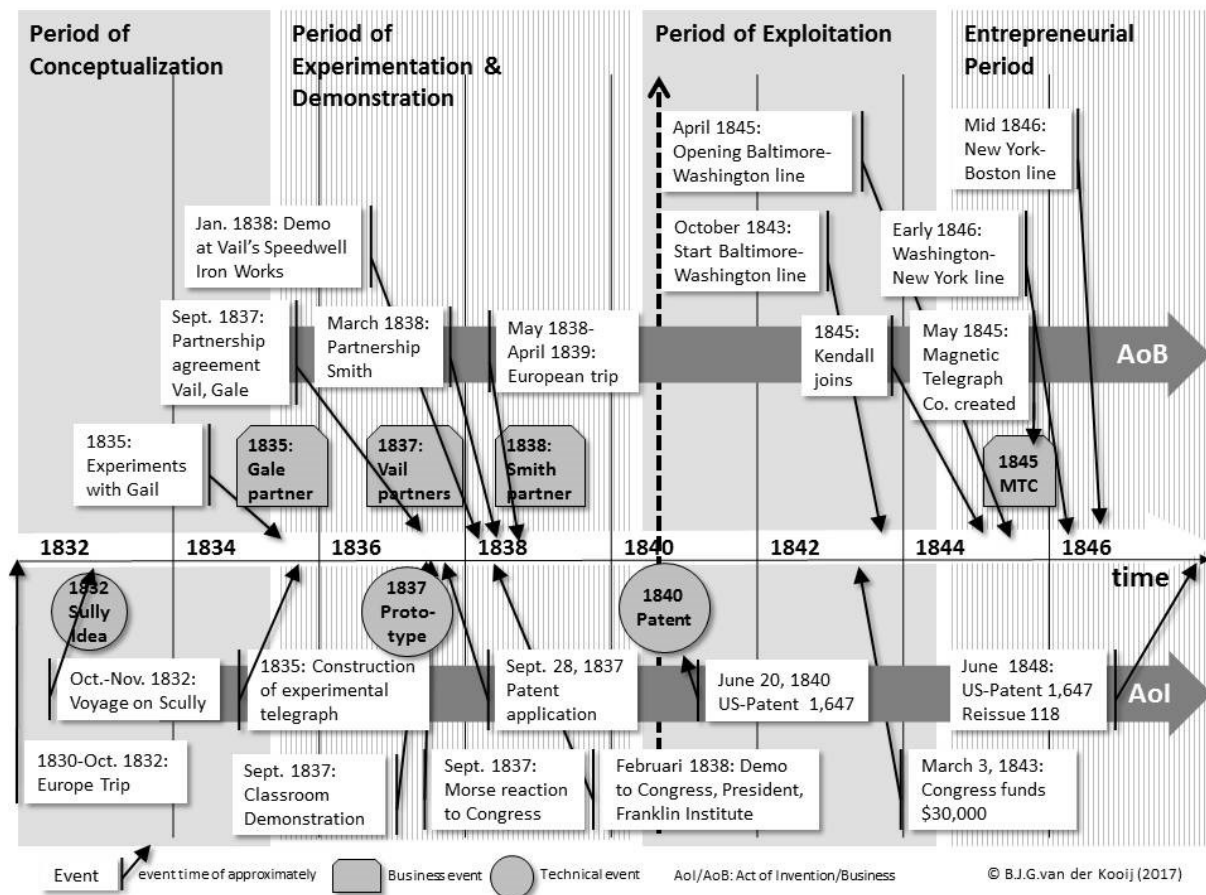 Period of
Conceptualization
Period of
Experimentation &
Demonstration
Period of Exploitation
Entrepreneurial
Period
April 1845:
Opening Baltimore-
Washington line
Mid 1846:
New York-
Boston line
Jan. 1838: Demo
at Vail's Speedwell
Iron Works
October 1843:
Start Baltimore-
Washington line
Early 1846:
Washington-
New York line
Sept. 1837:
Partnership
agreement
Vail, Gale
March 1838:
Partnership
Smith
May 1838-
April 1839:
European trip
1845:
Kendall
joins
May 1845:
Magnetic
Telegraph
Co. created
AoB
1835:
Experiments
with Gail
1835:
Gale
partner
1837:
Vail
partners
1838:
Smith
partner
1845
MTC
1832 1834 1836 1838 1840 1842 1844 1846
time
1832
Sully
Idea
1837
Proto-
type
1840
Patent
Oct.-Nov. 1832:
Voyage on Scully
1835: Construction
of experimental
telegraph
Sept. 28, 1837
Patent
application
June 20, 1840
US-Patent 1,647
June 1848:
US-Patent 1,647
Reissue 118
AoI
1830-Oct. 1832:
Europe Trip
Sept. 1837:
Classroom
Demonstration
Sept. 1837:
Morse reaction
to Congress
Februari 1838: Demo
to Congress, President,
Franklin Institute
March 3, 1843:
Congress funds
$30,000
Event
event time of approximately
Business event
Technical event
AoI/AoB: Act of Invention/Business
© B.J.G.van der Kooij (2017)